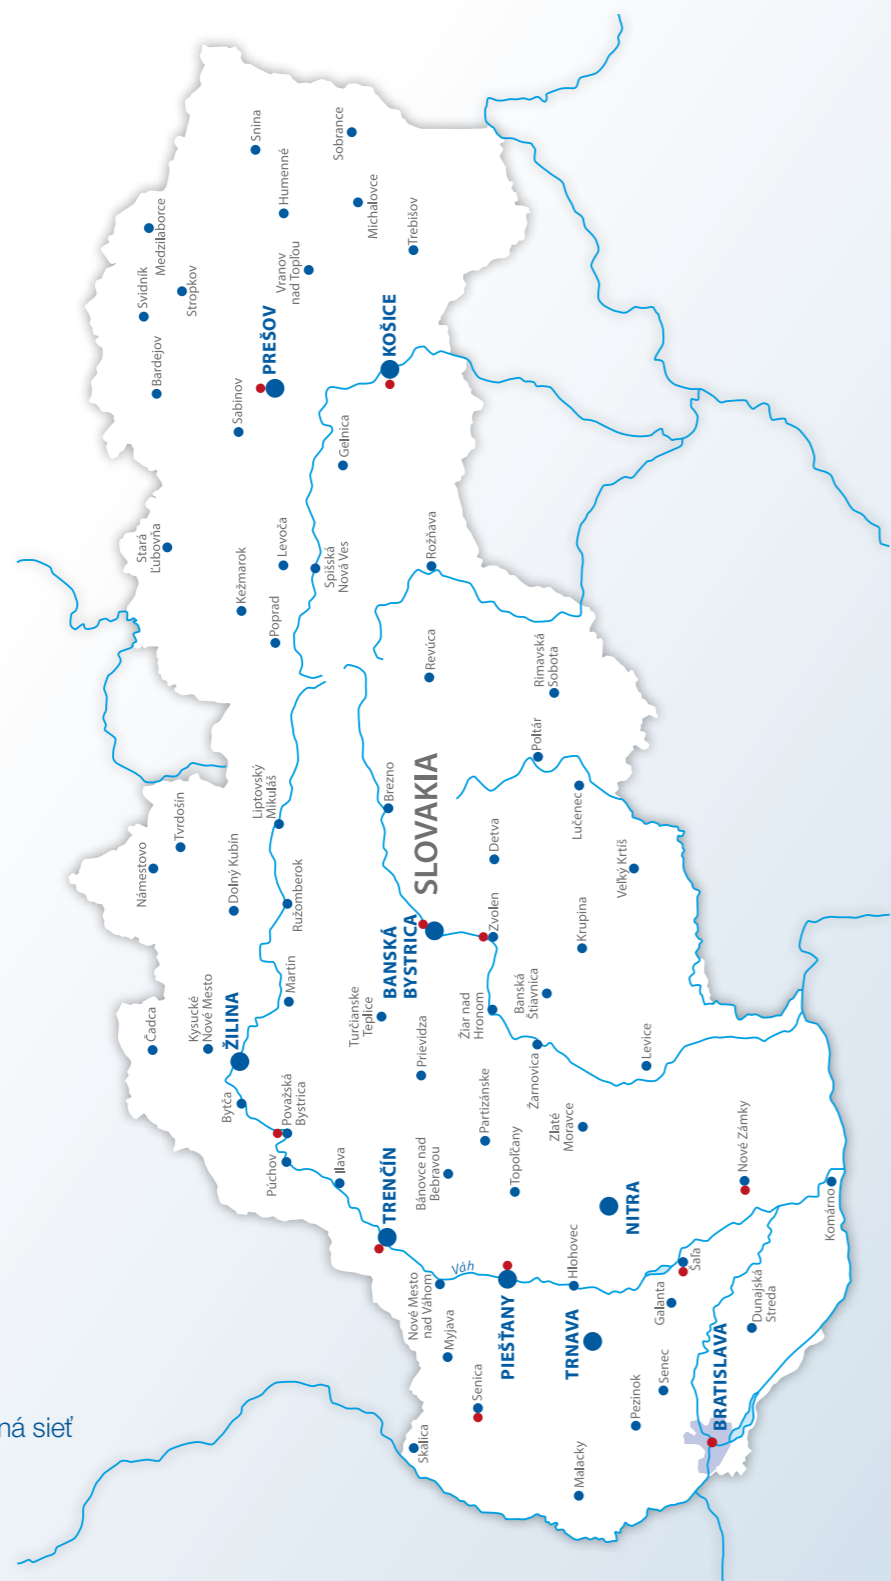 ná sieť
Skalica
Malacky
Senica
Myjava
Nové Mesto
nad Váhom
Váh
PIEŠŤANY
TRNAVA
Hlohovec
Pezinok
Senec
Galanta
Šaľa
BRATISLAVA
Dunajská
Streda
Komárno
Nové Zámky
NITRA
TRENČÍN
Ilava
Púchov
Považská
Bystrica
Bytča
ŽILINA
Kysucké
Nové Mesto
Čadca
Bánovce nad
Bebravou
Topoľčany
Partizánske
Prievidza
Zlaté
Moravce
Levice
Žarnovica
Žiar nad
Hronom
Banská
Štiavnica
Turčianske
Teplice
Martin
BANSKÁ
BYSTRICA
Zvolen
Krupina
Detva
Veľký Krtíš
Lučenec
Poltár
SLOVAKIA
Brezno
Ružomberok
Dolný Kubín
Námestovo
Tvrdošín
Liptovský
Mikuláš
Rimavská
Sobota
Revúca
Rožňava
Poprad
Kežmarok
Levoča
Spišská
Nová Ves
Stará
Ľubovňa
Gelnica
Sabinov
PREŠOV
KOŠICE
Bardejov
Svidník
Stropkov
Medzilaborce
Vranov
nad Topľou
Humenné
Snina
Trebišov
Michalovce
Sobrance